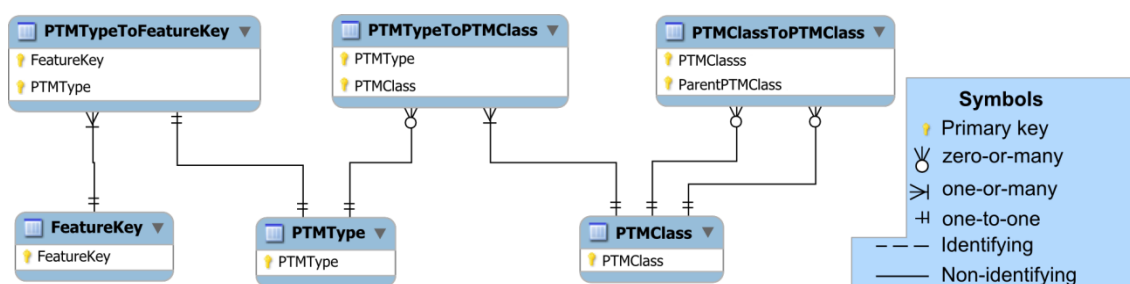 PTMTypeToFeatureKey
FeatureKey
PTMType
PTMTypeToPTMClass
PTMType
PTMClass
PTMClassToPTMClass
PTMClasss
ParentPTMClass
FeatureKey
FeatureKey
PTMType
PTMType
PTMClass
PTMClass
Symbols
Primary key
zero-or-many
one-or-many
one-to-one
Identifying
Non-identifying